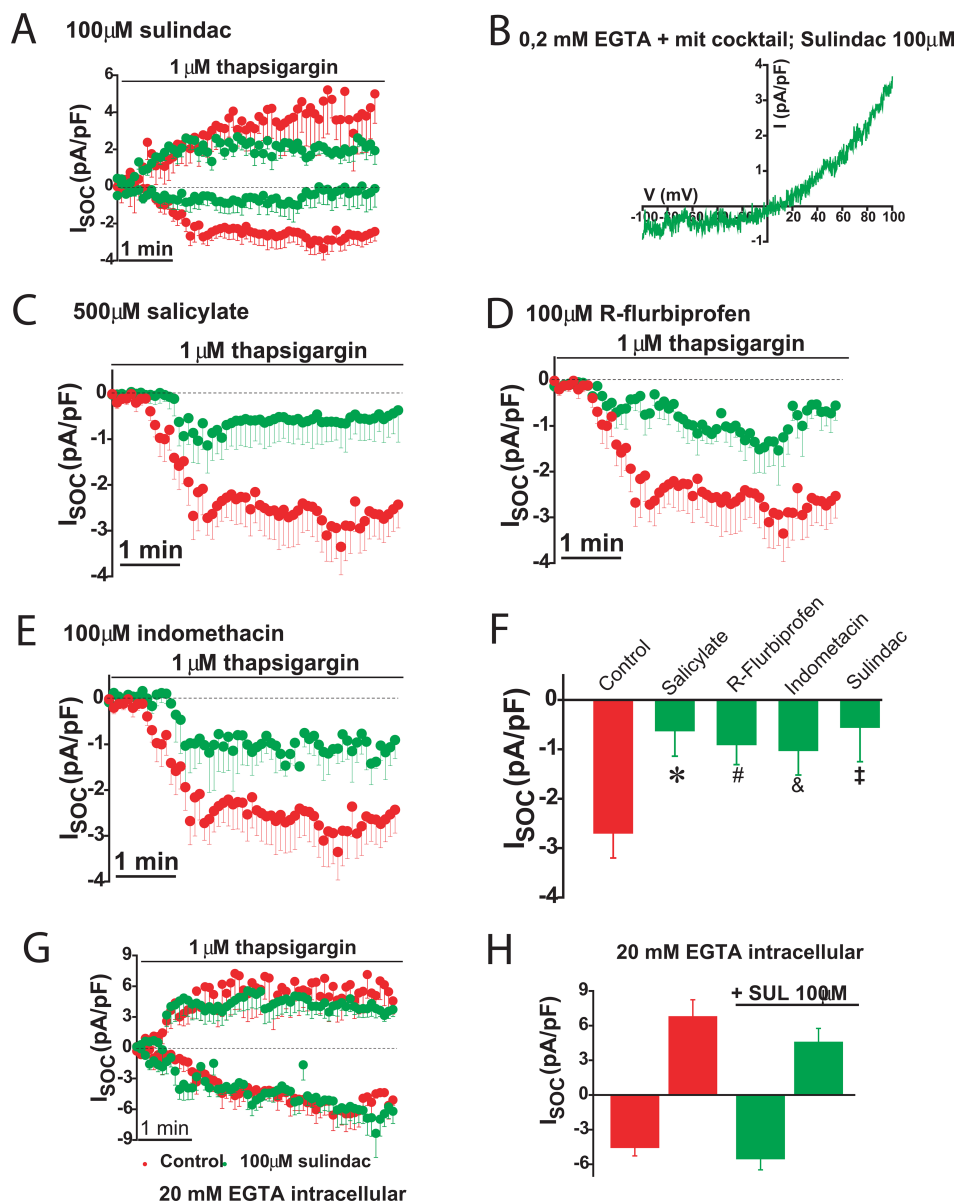 A
100µM sulindac
1 µM thapsigargin
6
4
2
0
-2
-4
ISOC(pA/pF)
1 min
B
0,2 mM EGTA + mit cocktail; Sulindac 100µM
4
3
2
1
-1
I (pA/pF)
V (mV)
-100 -80 -60 -40 -20 20 40 60 80 100
C
500µM salicylate
1 µM thapsigargin
0
-1
-2
-3
-4
ISOC(pA/pF)
1 min
D
100µM R-flurbiprofen
1 µM thapsigargin
0
-1
-2
-3
-4
ISOC(pA/pF)
1 min
E
100µM indomethacin
1 µM thapsigargin
0
-1
-2
-3
-4
ISOC(pA/pF)
1 min
F
Control
Salicylate
R-Flurbiprofen
Indometacin
Sulindac
0
-1
-2
-3
-4
ISOC(pA/pF)
* # & ‡
G
1 µM thapsigargin
9
6
3
0
-3
-6
-9
ISOC(pA/pF)
1 min
Control 100µM sulindac
20 mM EGTA intracellular
H
20 mM EGTA intracellular
+ SUL 100µM
9
6
3
0
-3
-6
ISOC(pA/pF)